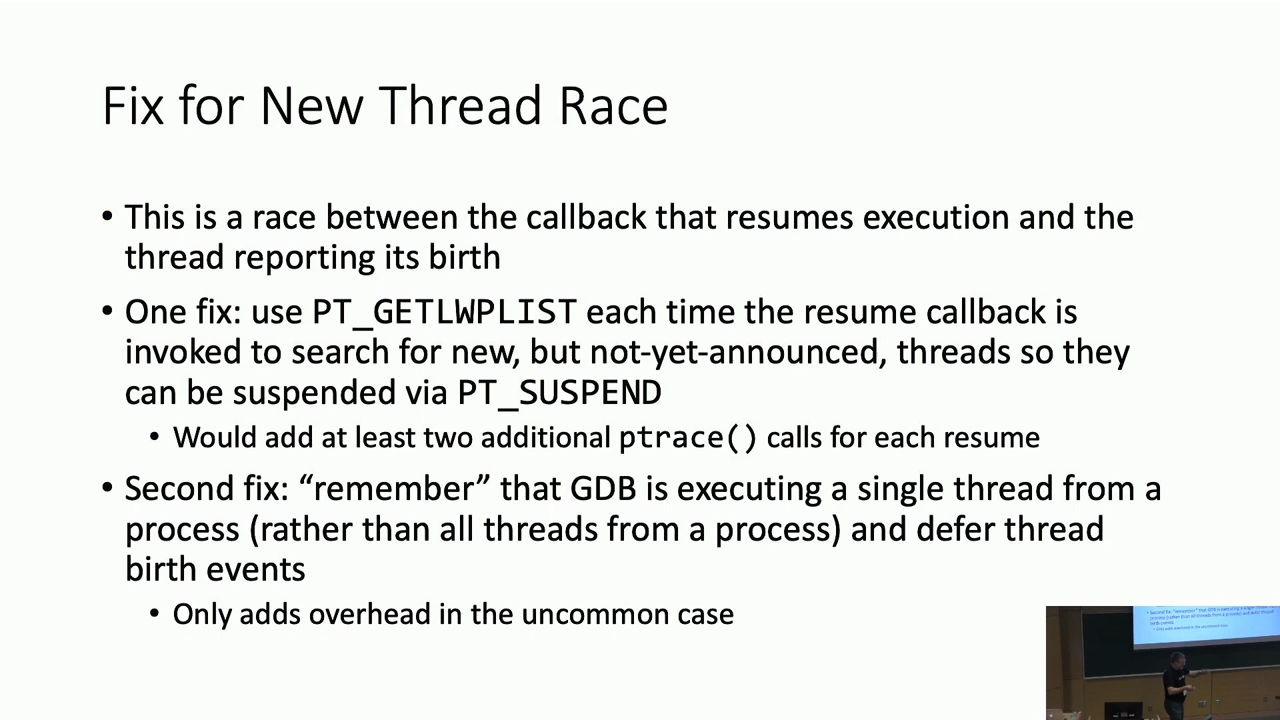 Fix for New Thread Race
• This is a race between the callback that resumes execution and the
thread reporting its birth
• One fix: use PT_GETLWPLIST each time the resume callback is
invoked to search for new, but not-yet-announced, threads so they
can be suspended via PT_SUSPEND
• Would add at least two additional ptrace() calls for each resume
• Second fix: “remember” that GDB is executing a single thread from a
process (rather than all threads from a process) and defer thread
birth events
• Only adds overhead in the uncommon case